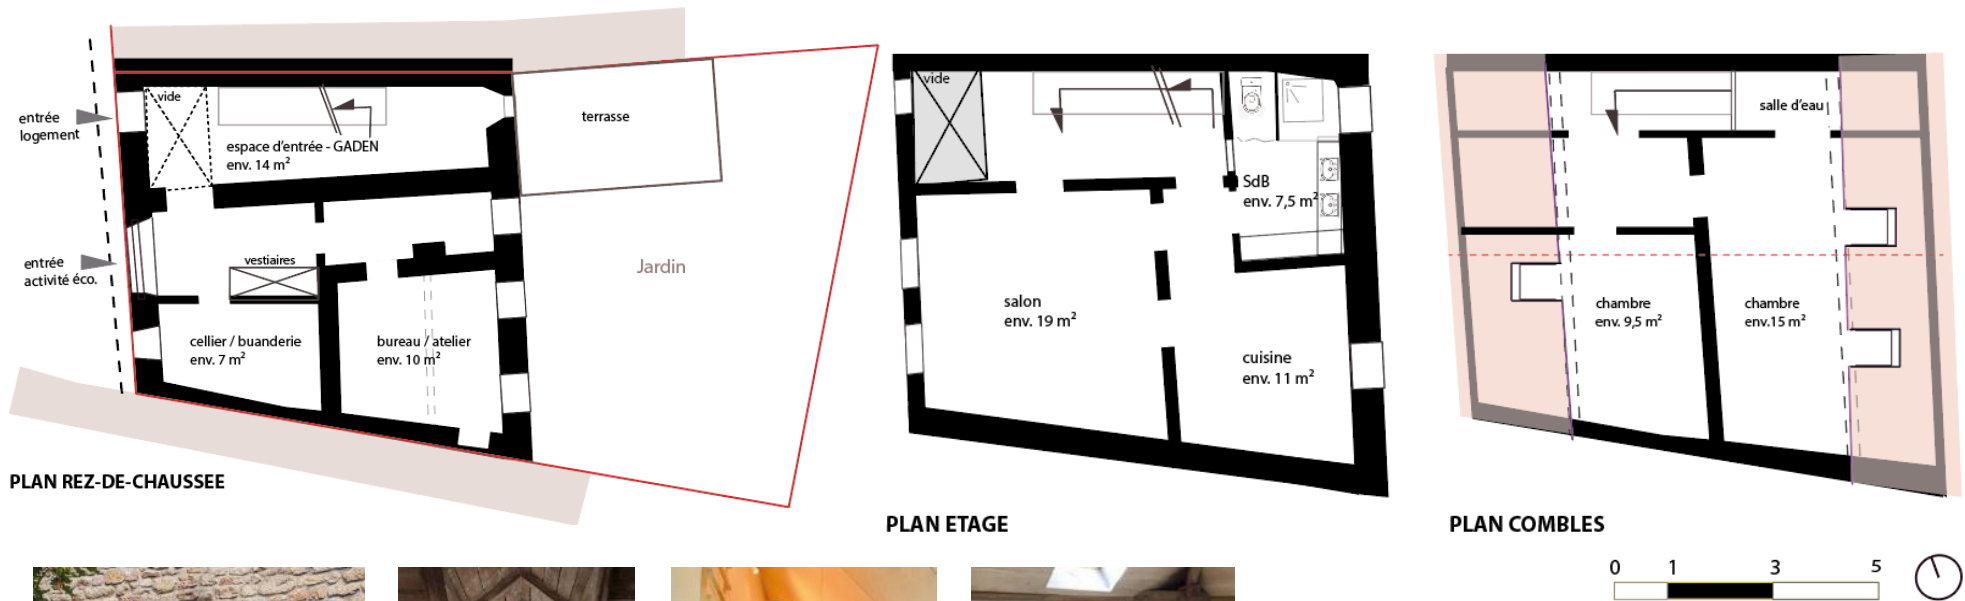 entrée
logement
vide
espace d'entrée - GADEN
env. 14 m²
terrasse
entrée
activité éco.
vestiaires
cellier / buanderie
env. 7 m²
bureau / atelier
env. 10 m²
Jardin
PLAN REZ-DE-CHAUSSEE
vide
SdB
env. 7,5 m²
salon
env. 19 m²
cuisine
env. 11 m²
PLAN ETAGE
salle d'eau
chambre
env. 9,5 m²
chambre
env.15 m²
PLAN COMBLES
0 1 3 5